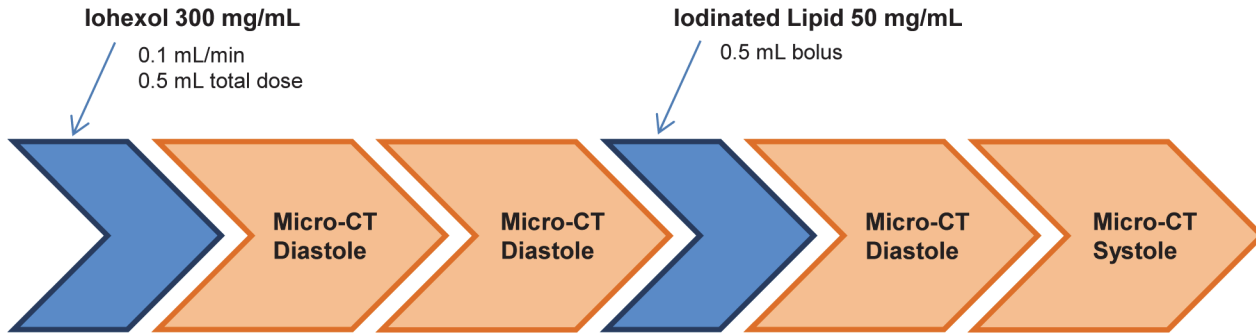 Iohexol 300 mg/mL
0.1 mL/min
0.5 mL total dose
Iodinated Lipid 50 mg/mL
0.5 mL bolus
Micro-CT
Diastole
Micro-CT
Diastole
Micro-CT
Diastole
Micro-CT
Systole